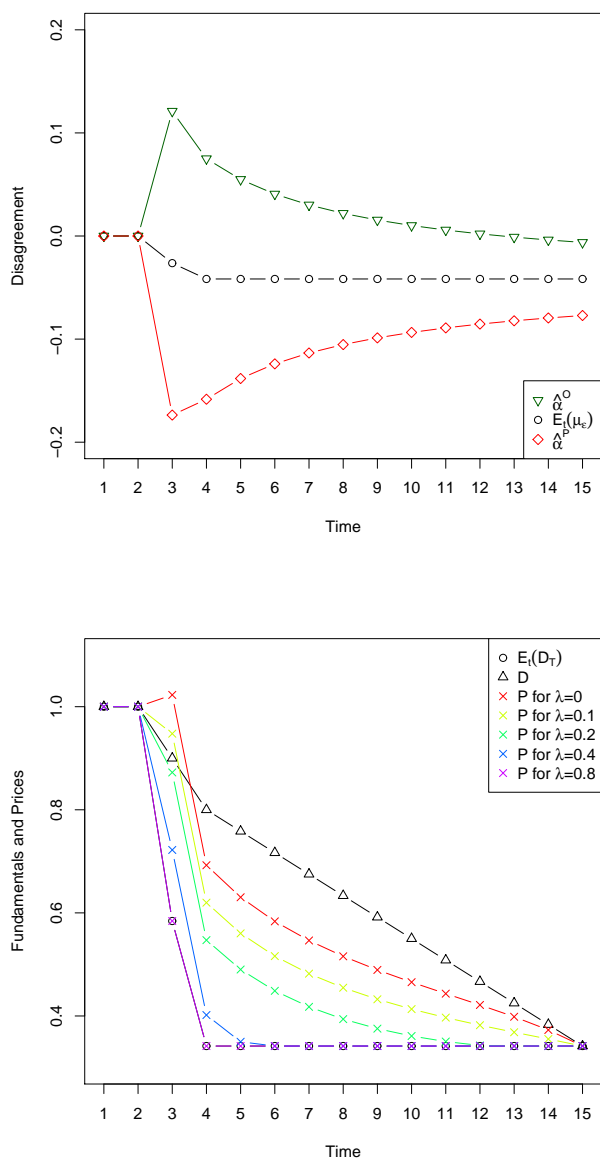 0.2
0.1
0.0
−0.1
−0.2
Disagreement
α̂^O
E_t(μ_ε)
α̂^P
1 2 3 4 5 6 7 8 9 10 11 12 13 14 15
Time
1.0
0.8
0.6
0.4
Fundamentals and Prices
E_t(D_T)
D
P for λ=0
P for λ=0.1
P for λ=0.2
P for λ=0.4
P for λ=0.8
1 2 3 4 5 6 7 8 9 10 11 12 13 14 15
Time